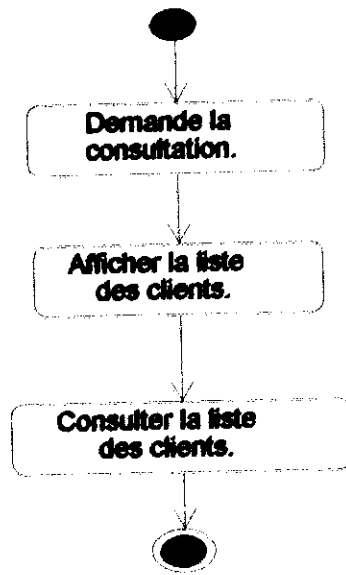 Demande la
consultation.
Afficher la liste
des clients.
Consulter la liste
des clients.